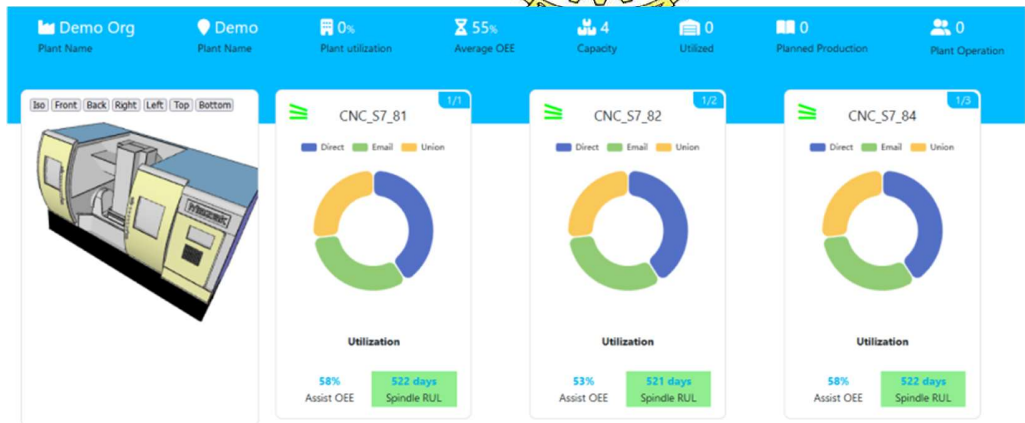 Demo Org
Plant Name
Demo
Plant Name
0%
Plant utilization
55%
Average OEE
4
Capacity
0
Utilized
0
Planned Production
0
Plant Operation
Iso Front Back Right Left Top Bottom
1/1
CNC_S7_81
Direct Email Union
Utilization
58%
Assist OEE
522 days
Spindle RUL
1/2
CNC_S7_82
Direct Email Union
Utilization
53%
Assist OEE
521 days
Spindle RUL
1/3
CNC_S7_84
Direct Email Union
Utilization
58%
Assist OEE
522 days
Spindle RUL